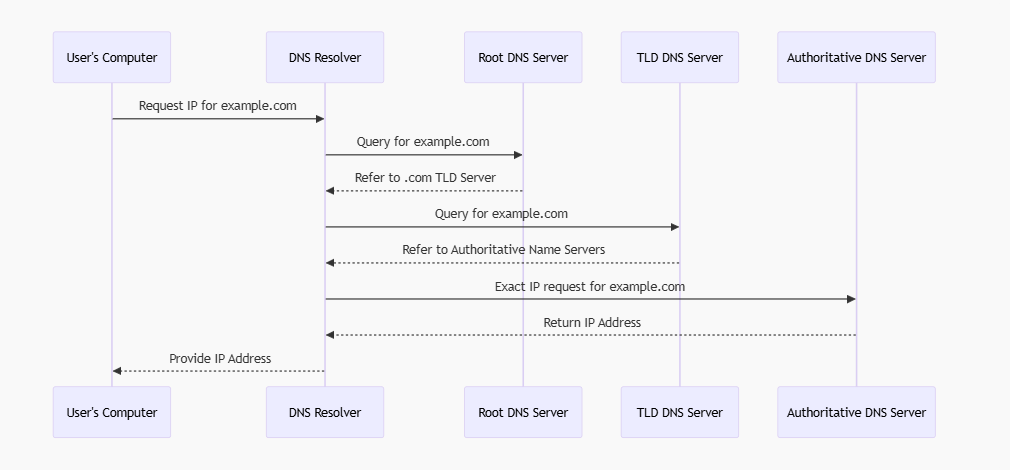 User's Computer
DNS Resolver
Root DNS Server
TLD DNS Server
Authoritative DNS Server
Request IP for example.com
Query for example.com
Refer to .com TLD Server
Query for example.com
Refer to Authoritative Name Servers
Exact IP request for example.com
Return IP Address
Provide IP Address
User's Computer
DNS Resolver
Root DNS Server
TLD DNS Server
Authoritative DNS Server